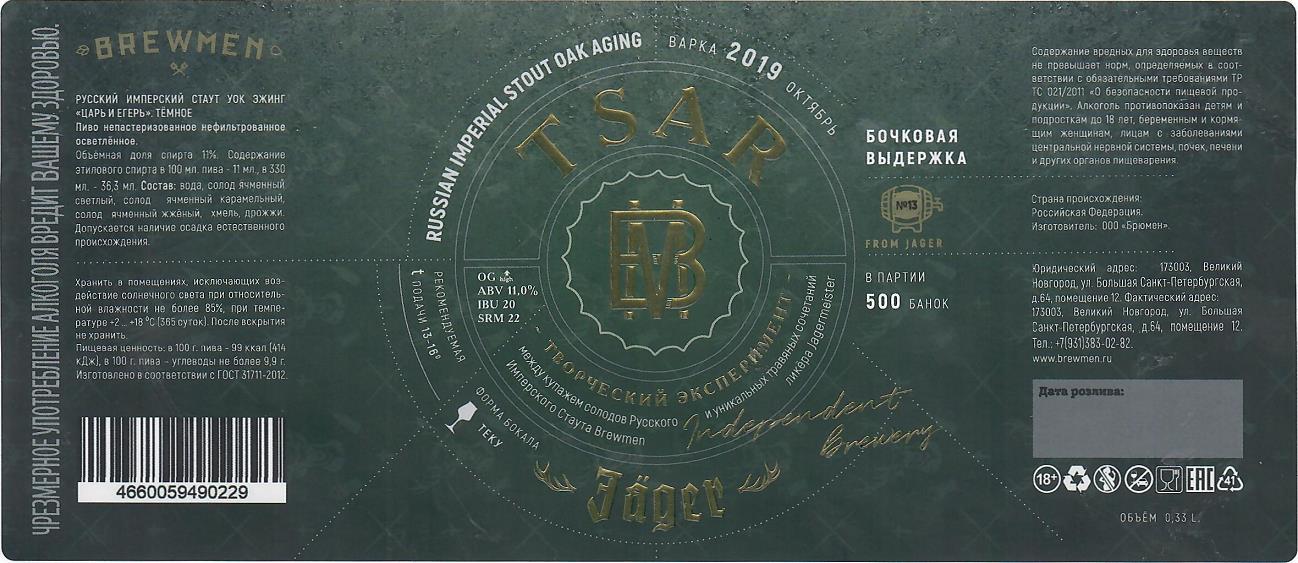 ЧРЕЗМЕРНОЕ УПОТРЕБЛЕНИЕ АЛКОГОЛЯ ВРЕДИТ ВАШЕМУ ЗДОРОВЬЮ.
BREWMEN
РУССКИЙ ИМПЕРСКИЙ СТАУТ УОК ЭЖИНГ
«ЦАРЬ И ЕГЕРЬ». ТЁМНОЕ
Пиво непастеризованное нефильтрованное
осветлённое.
Объёмная доля спирта 11%. Содержание
этилового спирта в 100 мл. пива - 11 мл., в 330
мл. - 36,3 мл. Состав: вода, солод ячменный
светлый, солод ячменный карамельный,
солод ячменный жжёный, хмель, дрожжи.
Допускается наличие осадка естественного
происхождения.
Хранить в помещениях, исключающих воз-
действие солнечного света при относитель-
ной влажности не более 85%, при темпе-
ратуре +2 .. +18 °С (365 суток). После вскрытия
не хранить.
Пищевая ценность: в 100 г. пива - 99 ккал (414
кДж), в 100 г. пива - углеводы не более 9,9 г.
Изготовлено в соответствии с ГОСТ 31711-2012.
4660059490229
RUSSIAN IMPERIAL STOUT OAK AGING
ВАРКА 2019 ОКТЯБРЬ
TSAR
BM
OG high
ABV 11,0%
IBU 20
SRM 22
РЕКОМЕНДУЕМАЯ
t ПОДАЧИ 13-16°
ФОРМА БОКАЛА
ТЕКУ
- ТВОРЧЕСКИЙ ЭКСПЕРИМЕНТ -
между купажем солодов Русского
Имперского Стаута Brewmen
и уникальных травяных сочетаний
ликёра Jagermeister
Independent
Brewery
Jäger
БОЧКОВАЯ
ВЫДЕРЖКА
№13
FROM JAGER
В ПАРТИИ
500 БАНОК
Содержание вредных для здоровья веществ
не превышает норм, определяемых в соот-
ветствии с обязательными требованиями ТР
ТС 021/2011 «О безопасности пищевой про-
дукции». Алкоголь противопоказан детям и
подросткам до 18 лет, беременным и кормя-
щим женщинам, лицам с заболеваниями
центральной нервной системы, почек, печени
и других органов пищеварения.
Страна происхождения:
Российская Федерация.
Изготовитель: ООО «Брюмен».
Юридический адрес: 173003, Великий
Новгород, ул. Большая Санкт-Петербургская,
д.64, помещение 12. Фактический адрес:
173003, Великий Новгород, ул. Большая
Санкт-Петербургская, д.64, помещение 12.
Тел.: +7(931)383-02-82.
www.brewmen.ru
Дата розлива:
18+
EAC
41
ОБЪЁМ 0,33 L.